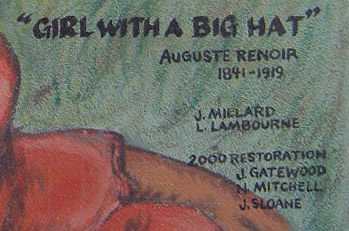 "GIRL WITH A BIG HAT"
AUGUSTE RENOIR
1841-1919
J. MILLARD
L. LAMBOURNE
2000 RESTORATION
J. GATEWOOD
N. MITCHELL
J. SLOANE